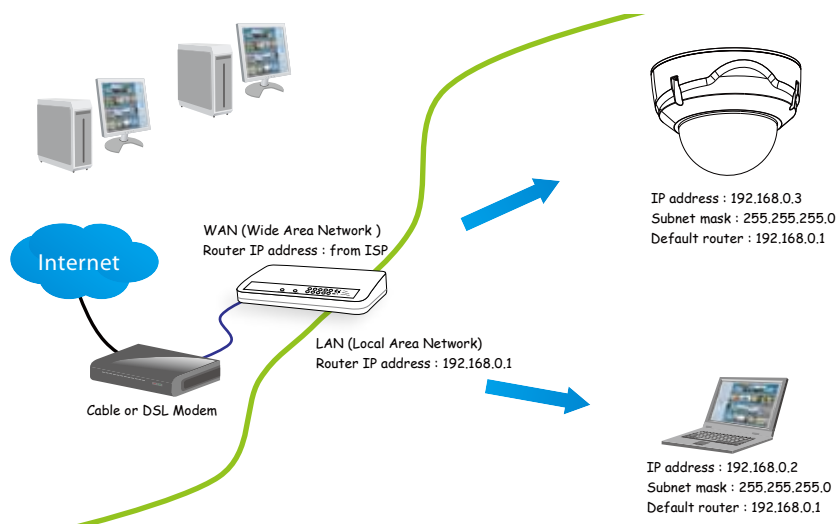 IP address : 192.168.0.3
Subnet mask : 255.255.255.0
Default router : 192.168.0.1
WAN (Wide Area Network )
Router IP address : from ISP
Internet
LAN (Local Area Network)
Router IP address : 192.168.0.1
Cable or DSL Modem
IP address : 192.168.0.2
Subnet mask : 255.255.255.0
Default router : 192.168.0.1